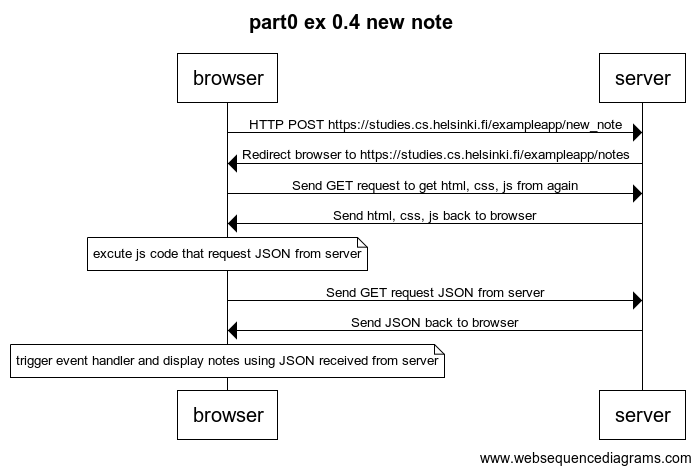 part0 ex 0.4 new note
browser
server
HTTP POST https://studies.cs.helsinki.fi/exampleapp/new_note
Redirect browser to https://studies.cs.helsinki.fi/exampleapp/notes
Send GET request to get html, css, js from again
Send html, css, js back to browser
excute js code that request JSON from server
Send GET request JSON from server
Send JSON back to browser
trigger event handler and display notes using JSON received from server
browser
server
www.websequencediagrams.com